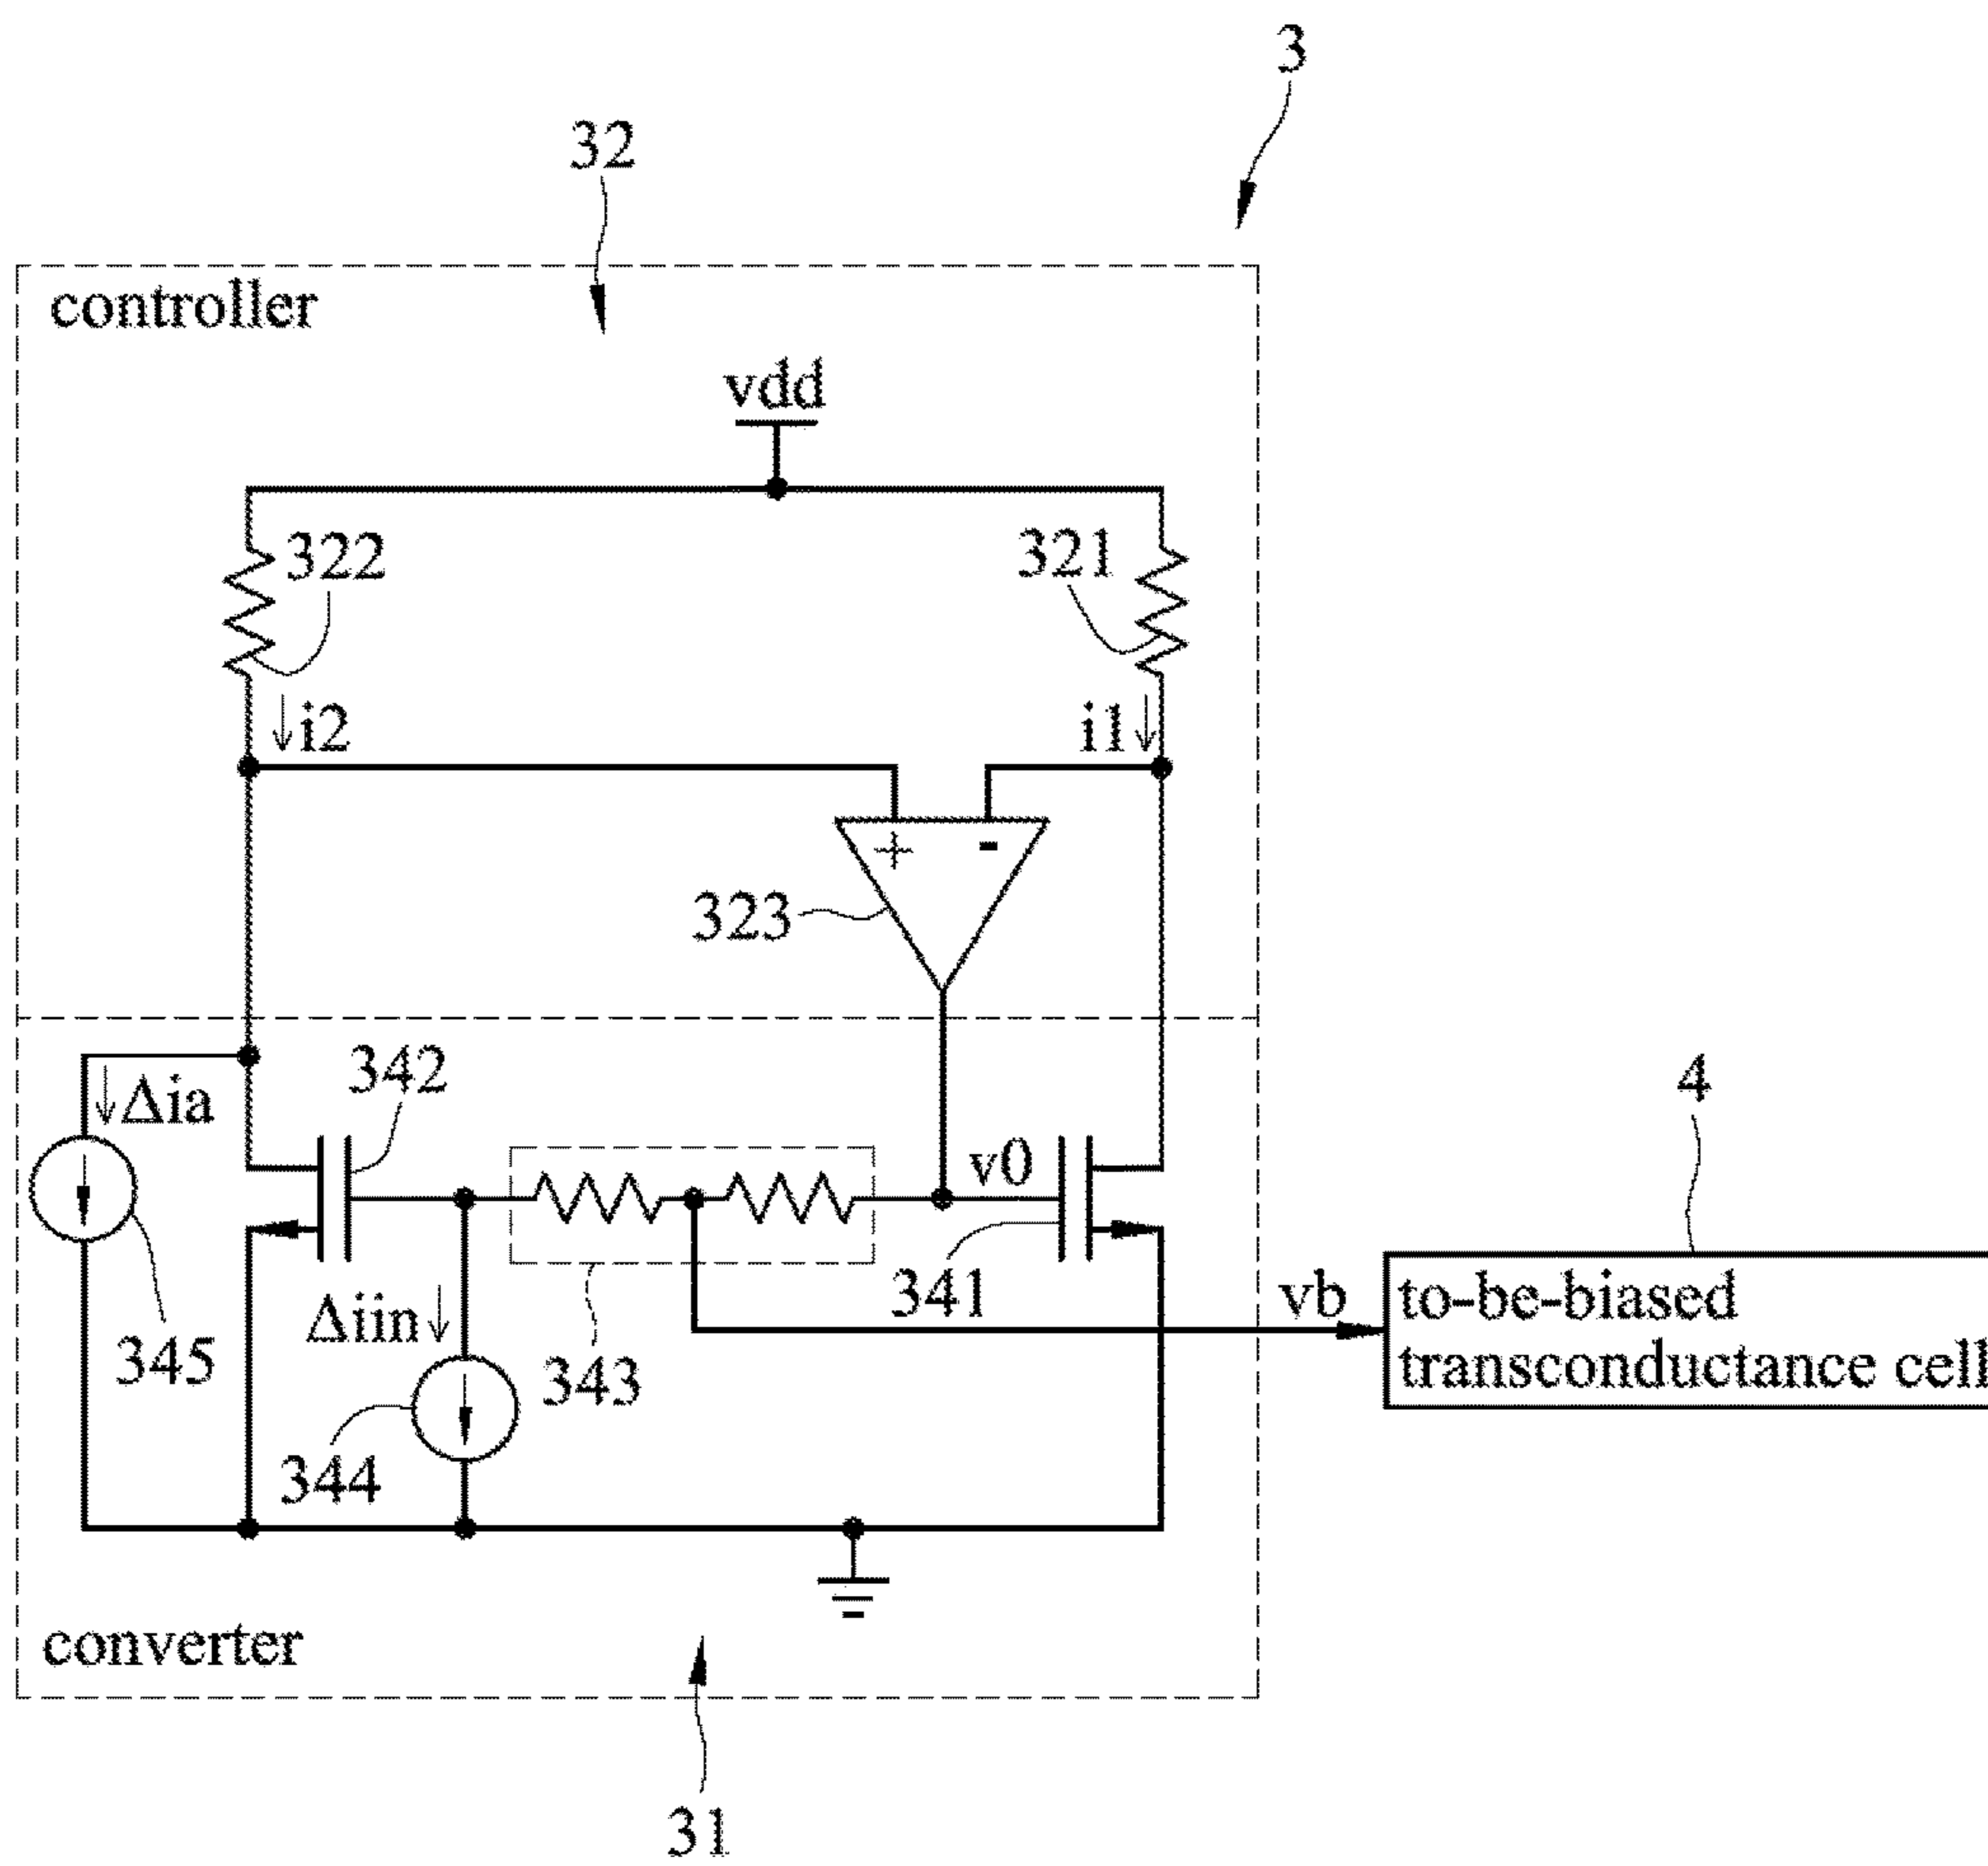 3
32
controller
vdd
322
321
i2
i1
+
-
323
342
Δia
v0
4
341
vb
to-be-biased
transconductance cell
Δiin
345
343
344
converter
31